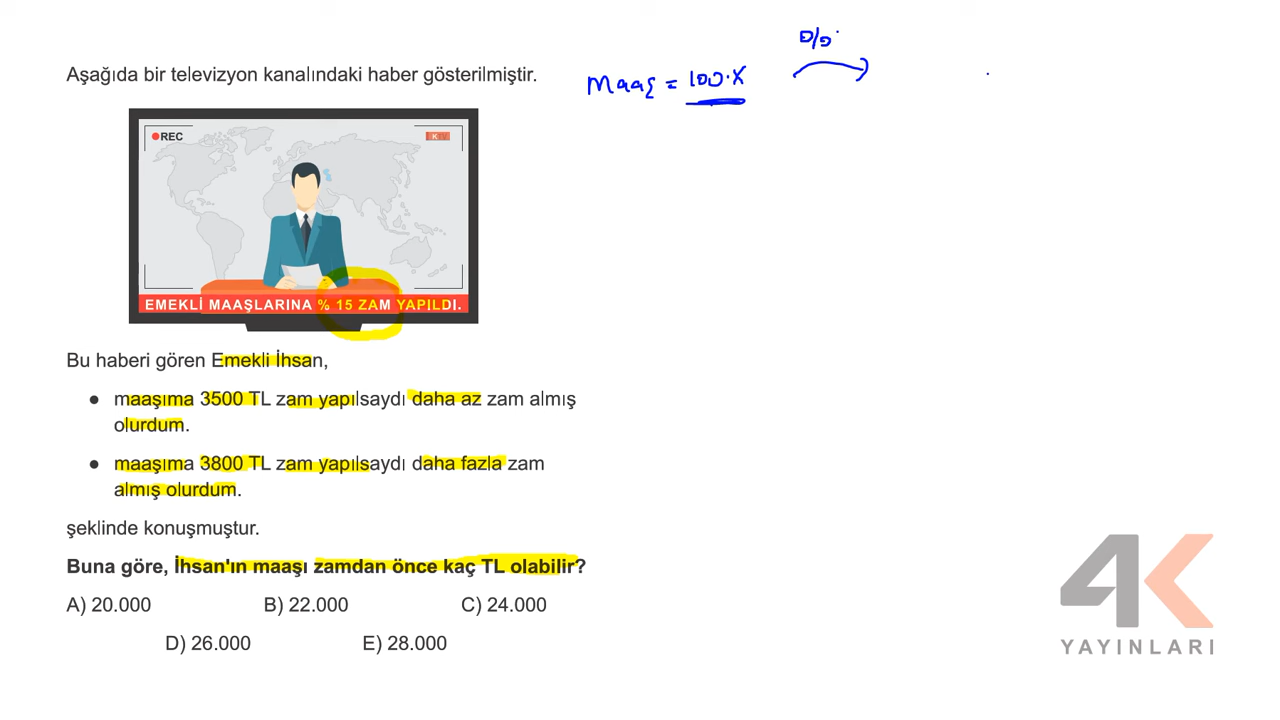 Aşağıda bir televizyon kanalındaki haber gösterilmiştir.
Maaş = 100.x
REC
EMEKLİ MAAŞLARINA % 15 ZAM YAPILDI.
Bu haberi gören Emekli İhsan,
● maaşıma 3500 TL zam yapılsaydı daha az zam almış
olurdum.
● maaşıma 3800 TL zam yapılsaydı daha fazla zam
almış olurdum.
şeklinde konuşmuştur.
Buna göre, İhsan'ın maaşı zamdan önce kaç TL olabilir?
A) 20.000 B) 22.000 C) 24.000
D) 26.000 E) 28.000
4K
YAYINLARI